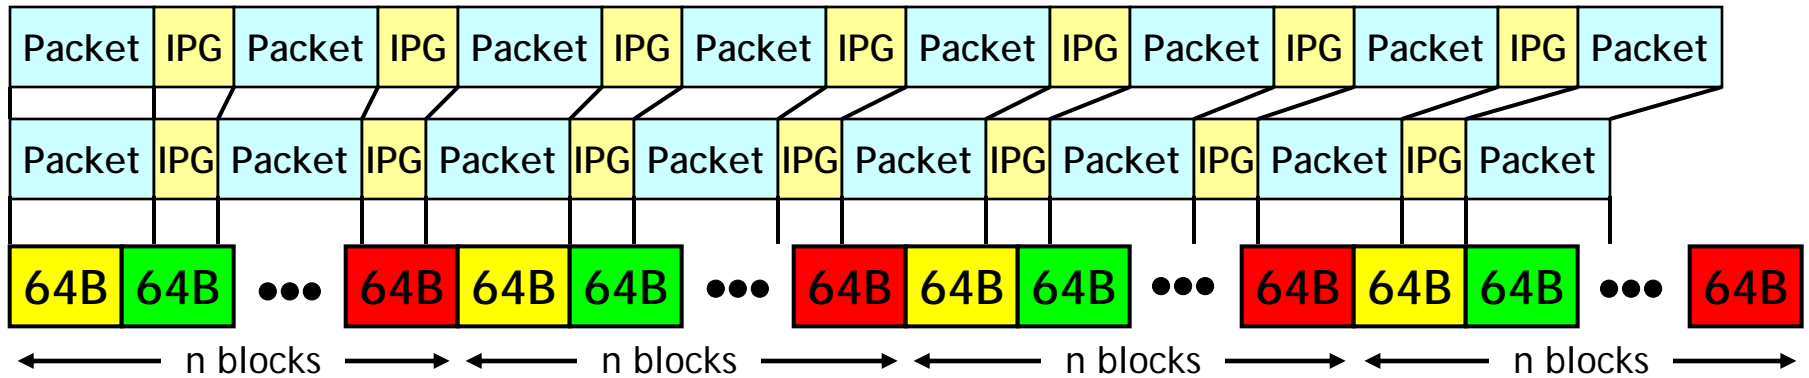 Packet IPG Packet IPG Packet IPG Packet IPG Packet IPG Packet IPG Packet IPG Packet
Packet IPG Packet IPG Packet IPG Packet IPG Packet IPG Packet IPG Packet IPG Packet
64B 64B ●●● 64B 64B 64B ●●● 64B 64B 64B ●●● 64B 64B 64B ●●● 64B
n blocks n blocks n blocks n blocks